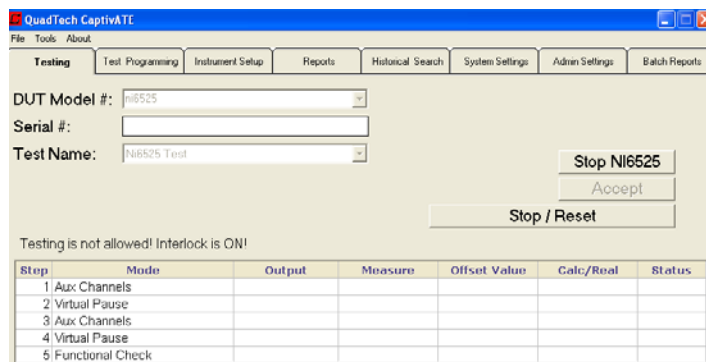 QuadTech CaptivATE
File Tools About
Testing Test Programming Instrument Setup Reports Historical Search System Settings Admin Settings Batch Reports
DUT Model #: ni6525
Serial #:
Test Name: Ni6525 Test
Stop NI6525
Accept
Stop / Reset
Testing is not allowed! Interlock is ON!
Step Mode Output Measure Offset Value Calc/Real Status
1 Aux Channels
2 Virtual Pause
3 Aux Channels
4 Virtual Pause
5 Functional Check